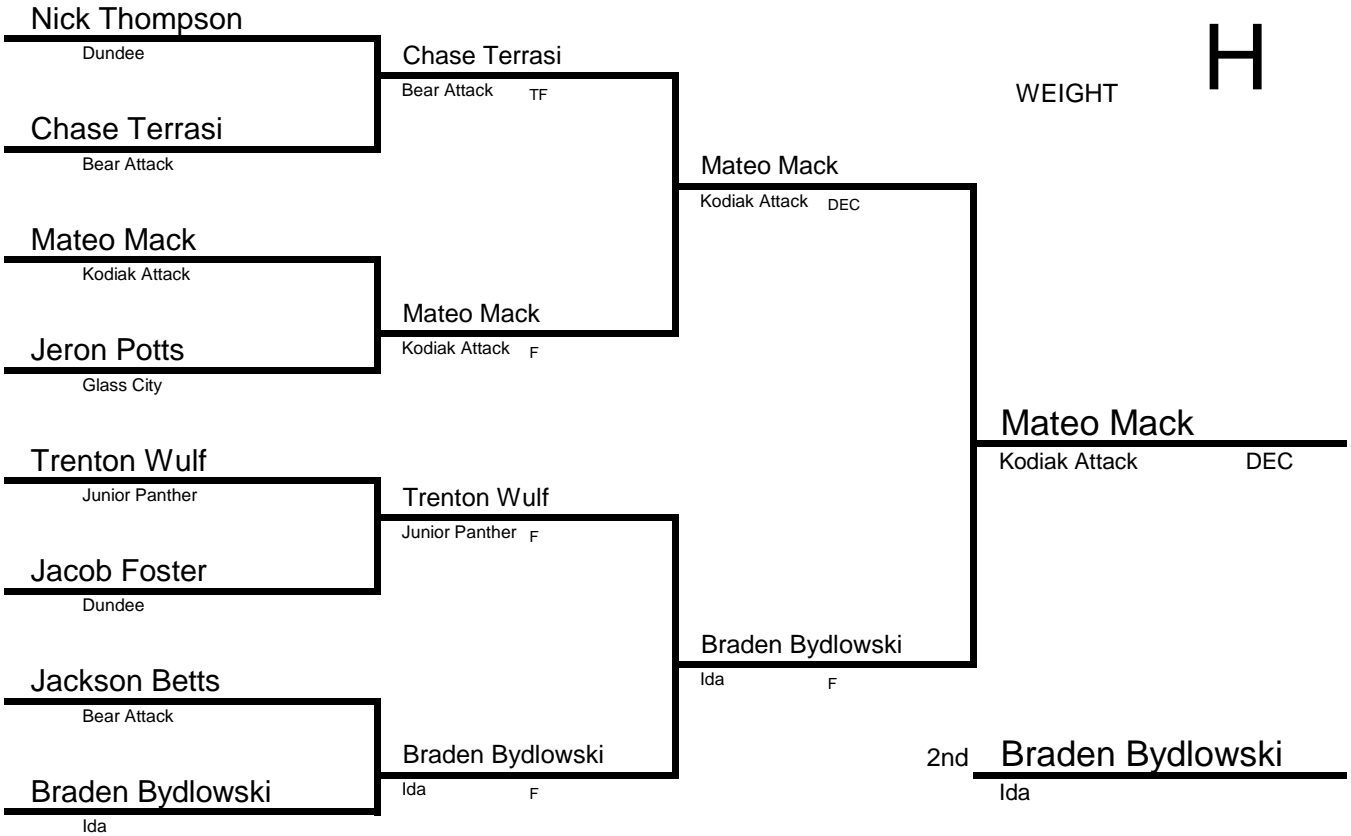 Nick Thompson
Dundee
Chase Terrasi
Bear Attack TF
H
WEIGHT
Chase Terrasi
Bear Attack
Mateo Mack
Kodiak Attack DEC
Mateo Mack
Kodiak Attack
Mateo Mack
Kodiak Attack F
Jeron Potts
Glass City
Mateo Mack
Kodiak Attack DEC
Trenton Wulf
Junior Panther
Trenton Wulf
Junior Panther F
Jacob Foster
Dundee
Braden Bydlowski
Ida F
Jackson Betts
Bear Attack
Braden Bydlowski
Ida F
2nd Braden Bydlowski
Ida
Braden Bydlowski
Ida